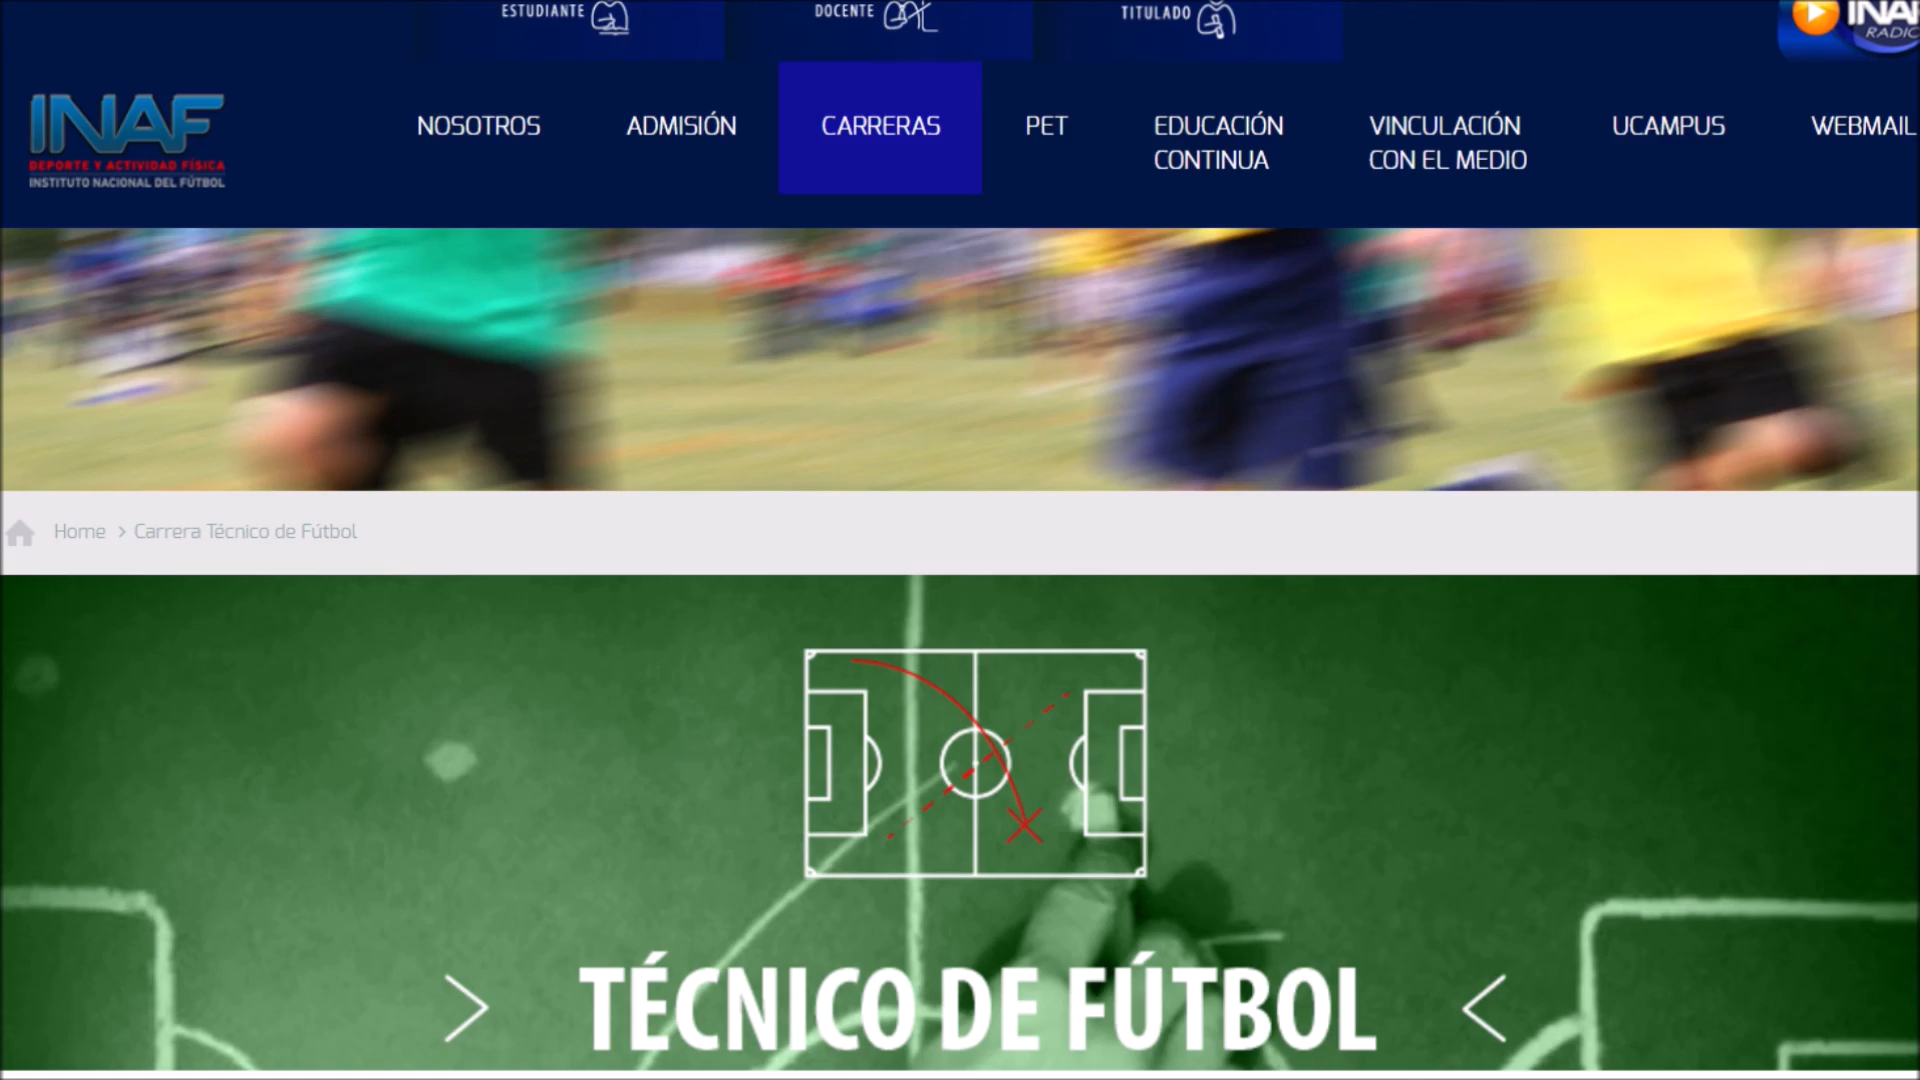 ESTUDIANTE
DOCENTE
TITULADO
RADIO
INAF
DEPORTE Y ACTIVIDAD FÍSICA
INSTITUTO NACIONAL DEL FÚTBOL
NOSOTROS
ADMISIÓN
CARRERAS
PET
EDUCACIÓN
CONTINUA
VINCULACIÓN
CON EL MEDIO
UCAMPUS
WEBMAIL
Home > Carrera Técnico de Fútbol
> TÉCNICO DE FÚTBOL <